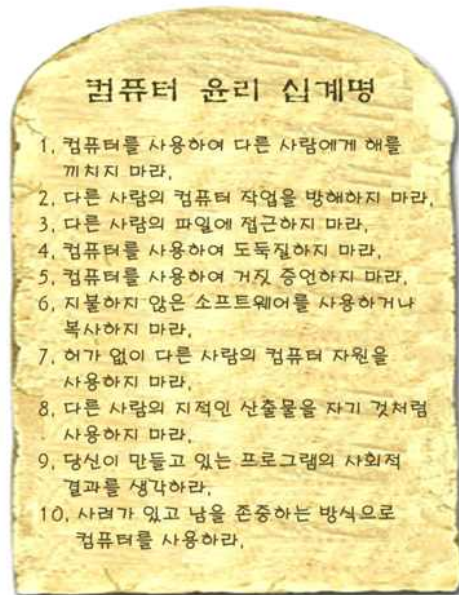 컴퓨터 윤리 십계명
1. 컴퓨터를 사용하여 다른 사람에게 해를
끼치지 마라.
2. 다른 사람의 컴퓨터 작업을 방해하지 마라.
3. 다른 사람의 파일에 접근하지 마라.
4. 컴퓨터를 사용하여 도둑질하지 마라.
5. 컴퓨터를 사용하여 거짓 증언하지 마라.
6. 지불하지 않은 소프트웨어를 사용하거나
복사하지 마라.
7. 허가 없이 다른 사람의 컴퓨터 자원을
사용하지 마라.
8. 다른 사람의 지적인 산출물을 자기 것처럼
사용하지 마라.
9. 당신이 만들고 있는 프로그램의 사회적
결과를 생각하라.
10. 사려가 있고 남을 존중하는 방식으로
컴퓨터를 사용하라.